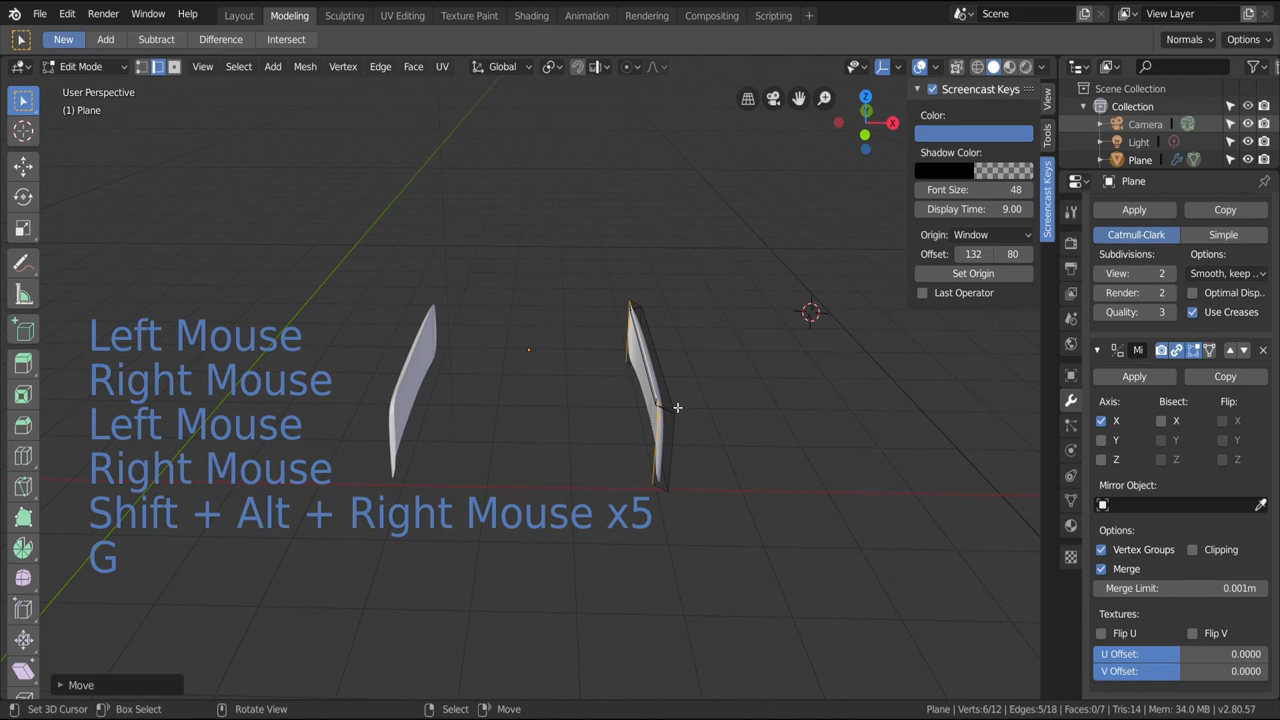 File Edit Render Window Help Layout Modeling Sculpting UV Editing Texture Paint Shading Animation Rendering Compositing Scripting + Scene View Layer
New Add Subtract Difference Intersect Normals Options
Edit Mode View Select Add Mesh Vertex Edge Face UV Global
User Perspective
(1) Plane
Z
Y
X
Screencast Keys
Color:
Shadow Color:
Font Size: 48
Display Time: 9.00
Origin: Window
Offset: 132 80
Set Origin
Last Operator
View
Tools
Screencast Keys
Scene Collection
Collection
Camera
Light
Plane
Plane
Apply Copy
Catmull-Clark Simple
Subdivisions: Options:
View: 2 Smooth, keep ..
Render: 2 Optimal Disp..
Quality: 3 Use Creases
Mi
Apply Copy
Axis: Bisect: Flip:
X X X
Y Y Y
Z Z Z
Mirror Object:
Options:
Vertex Groups Clipping
Merge
Merge Limit: 0.001m
Textures:
Flip U Flip V
U Offset: 0.0000
V Offset: 0.0000
Left Mouse
Right Mouse
Left Mouse
Right Mouse
Shift + Alt + Right Mouse x5
G
Move
Set 3D Cursor Box Select Rotate View Select Move Plane | Verts:6/12 | Edges:5/18 | Faces:0/7 | Tris:14 | Mem: 34.0 MB | v2.80.57